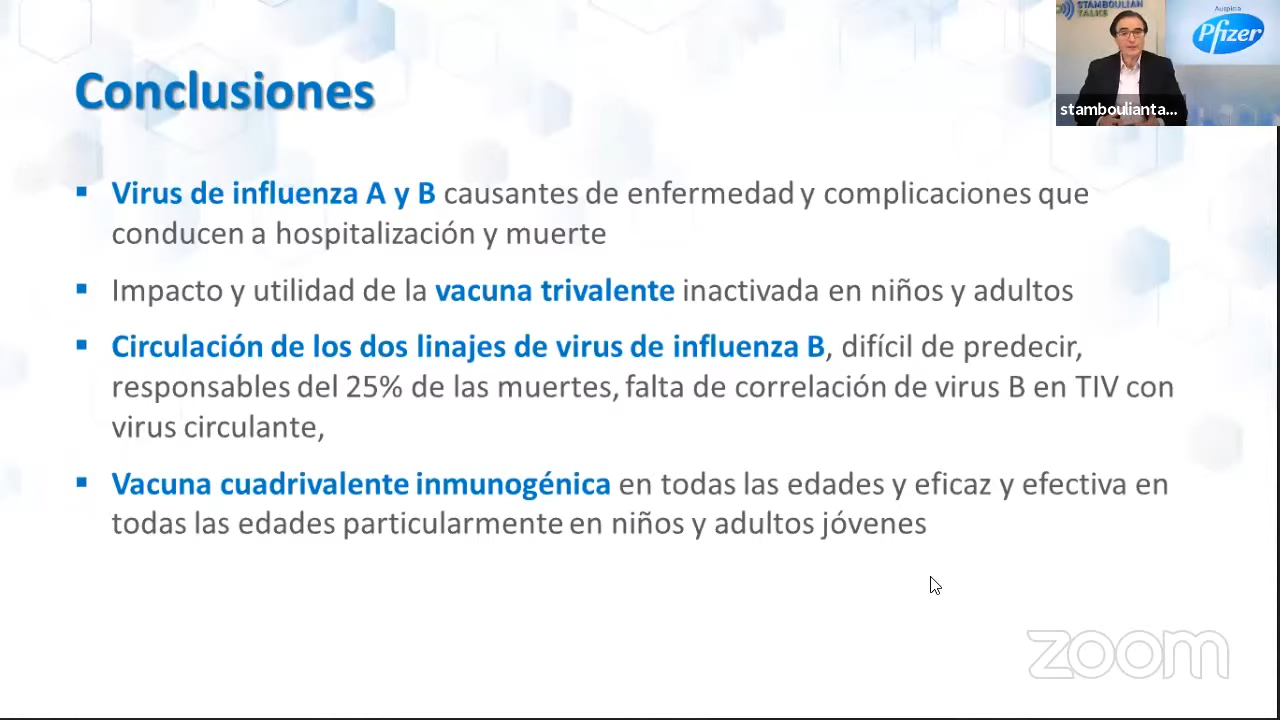 STAMBOULIAN
TALKS
Auspicia
Pfizer
stamboulianta...
Conclusiones
▪ Virus de influenza A y B causantes de enfermedad y complicaciones que
conducen a hospitalización y muerte
▪ Impacto y utilidad de la vacuna trivalente inactivada en niños y adultos
▪ Circulación de los dos linajes de virus de influenza B, difícil de predecir,
responsables del 25% de las muertes, falta de correlación de virus B en TIV con
virus circulante,
▪ Vacuna cuadrivalente inmunogénica en todas las edades y eficaz y efectiva en
todas las edades particularmente en niños y adultos jóvenes
zoom